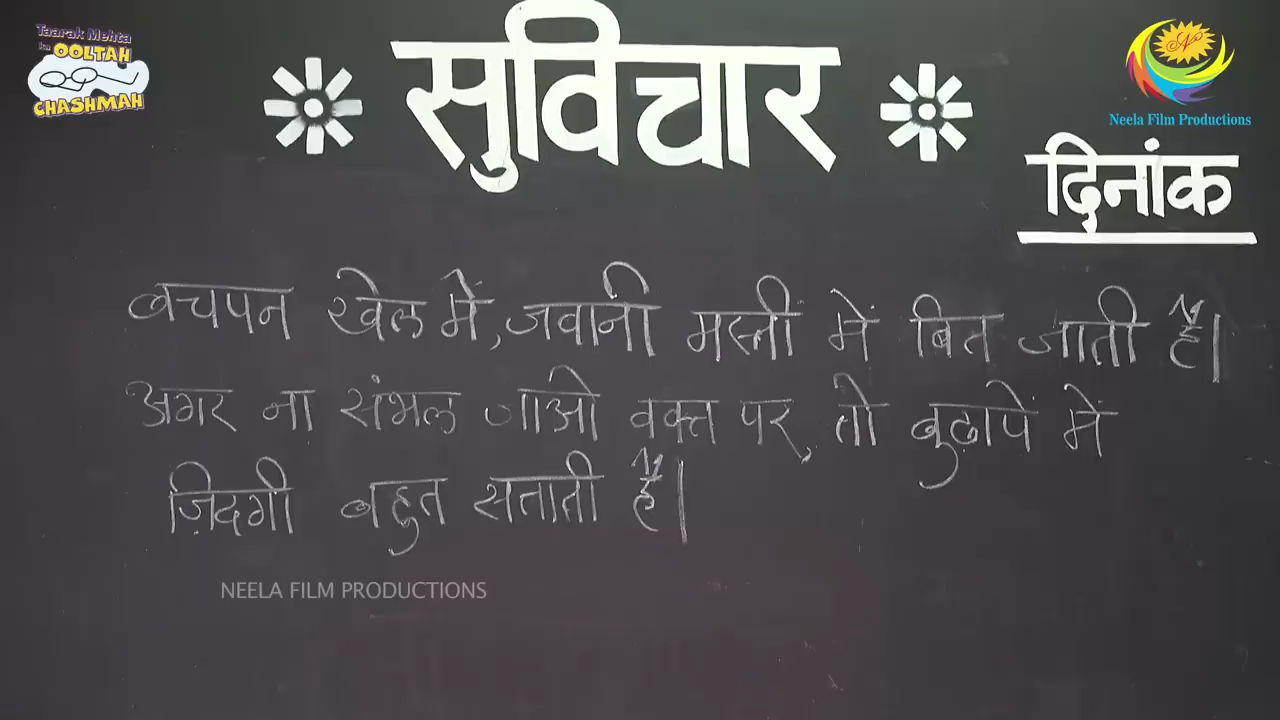 Taarak Mehta
ka OOLTAH
CHASHMAH
सुविचार
Neela Film Productions
दिनांक
बचपन खेल में, जवानी मस्ती में बित जाती है।
अगर ना संभल जाओ वक्त पर, तो बुढ़ापें में
ज़िदगी बहुत सताती है।
NEELA FILM PRODUCTIONS